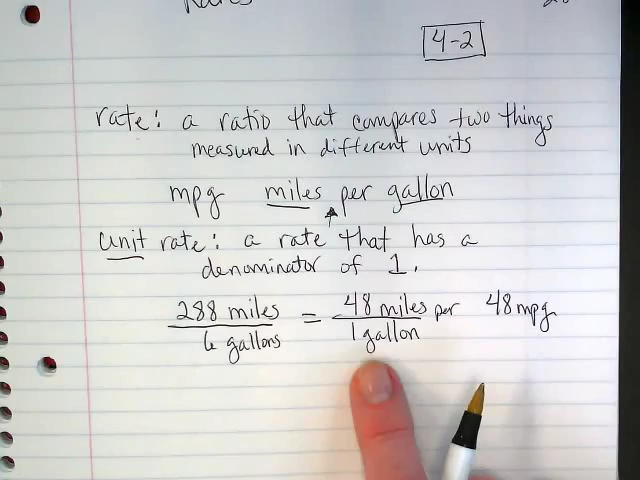 4-2
rate: a ratio that compares two things
measured in different units
mpg miles per gallon
unit rate: a rate that has a
denominator of 1.
288 miles = 48 miles per 48 mpg
6 gallons 1 gallon